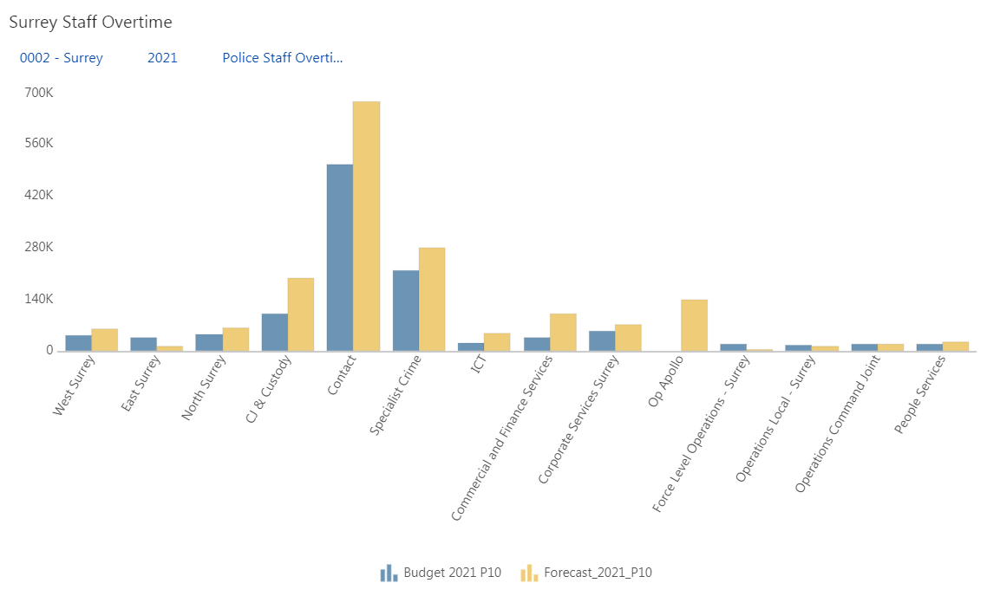 Surrey Staff Overtime
0002 - Surrey 2021 Police Staff Overti...
700K
560K
420K
280K
140K
0
West Surrey
East Surrey
North Surrey
CJ & Custody
Contact
Specialist Crime
ICT
Commercial and Finance Services
Corporate Services Surrey
Op Apollo
Force Level Operations - Surrey
Operations Local - Surrey
Operations Command Joint
People Services
Budget 2021 P10 Forecast_2021_P10